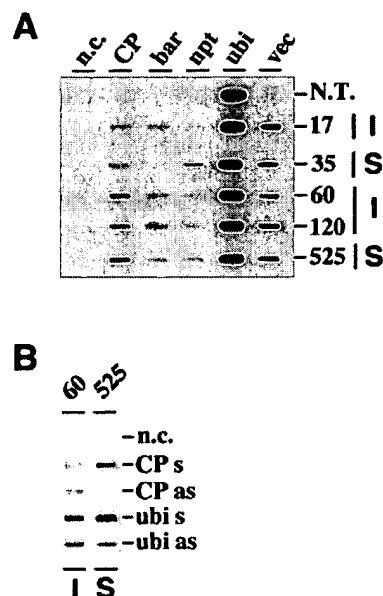 A
n.c. CP bar npt ubi vec
-N.T.
-17 I
-35 S
-60
I
-120
-525 S
B
60 525
-n.c.
-CP s
-CP as
-ubi s
-ubi as
I S